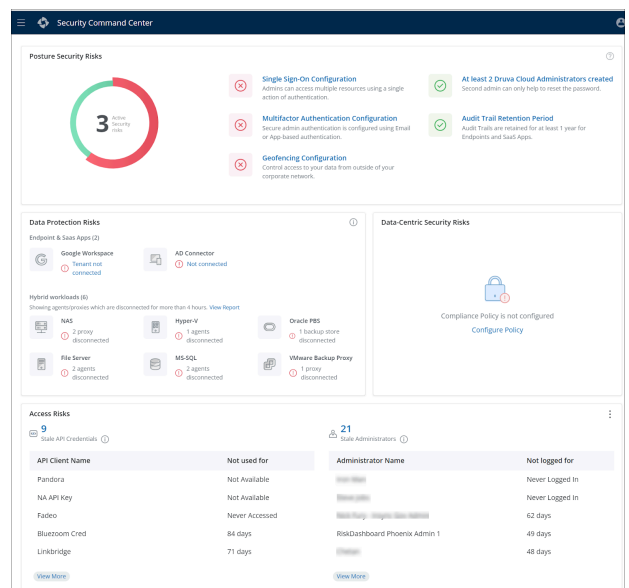 Security Command Center
Posture Security Risks
3 Active
Security
risks
Single Sign-On Configuration
Admins can access multiple resources using a single
action of authentication.
At least 2 Druva Cloud Administrators created
Second admin can only help to reset the password.
Multifactor Authentication Configuration
Secure admin authentication is configured using Email
or App-based authentication.
Audit Trail Retention Period
Audit Trails are retained for at least 1 year for
Endpoints and SaaS Apps.
Geofencing Configuration
Control access to your data from outside of your
corporate network.
Data Protection Risks
Endpoint & Saas Apps (2)
Google Workspace
Tenant not
connected
AD Connector
Not connected
Hybrid workloads (6)
Showing agents/proxies which are disconnected for more than 4 hours. View Report
NAS
2 proxy
disconnected
Hyper-V
1 agents
disconnected
Oracle PBS
1 backup store
disconnected
File Server
2 agents
disconnected
MS-SQL
2 agents
disconnected
VMware Backup Proxy
1 proxy
disconnected
Data-Centric Security Risks
Compliance Policy is not configured
Configure Policy
Access Risks
9
Stale API Credentials
API Client Name Not used for
Pandora Not Available
NA API Key Not Available
Fadeo Never Accessed
Bluezoom Cred 84 days
Linkbridge 71 days
View More
21
Stale Administrators
Administrator Name Not logged for
Never Logged In
Never Logged In
62 days
RiskDashboard Phoenix Admin 1 49 days
48 days
View More